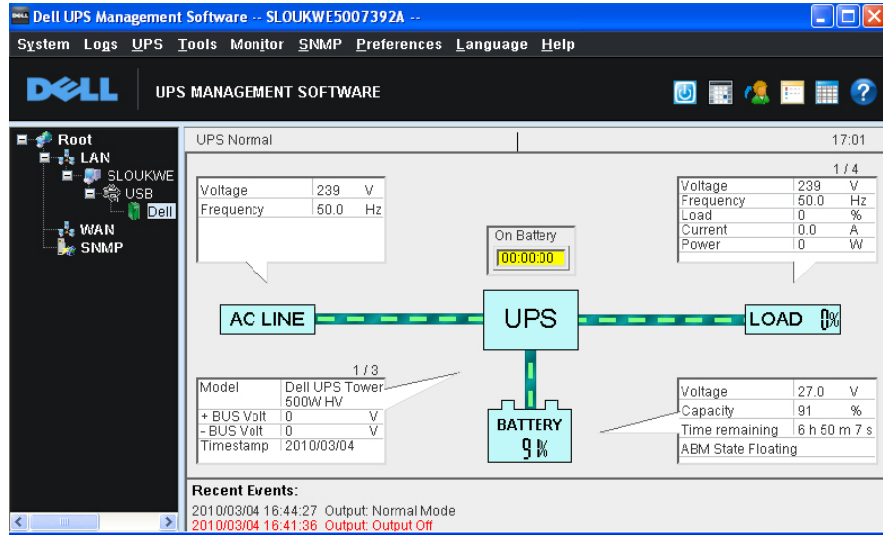 Dell UPS Management Software -- SLOUKWE5007392A --
System Logs UPS Tools Monitor SNMP Preferences Language Help
DELL UPS MANAGEMENT SOFTWARE
Root
LAN
SLOUKWE
USB
Dell
WAN
SNMP
UPS Normal 17:01
Voltage 239 V
Frequency 50.0 Hz
1 / 4
Voltage 239 V
Frequency 50.0 Hz
Load 0 %
Current 0.0 A
Power 0 W
On Battery
00:00:00
AC LINE
UPS
LOAD 0%
1 / 3
Model Dell UPS Tower
500W HV
+ BUS Volt 0 V
- BUS Volt 0 V
Timestamp 2010/03/04
BATTERY
91%
Voltage 27.0 V
Capacity 91 %
Time remaining 6 h 50 m 7 s
ABM State Floating
Recent Events:
2010/03/04 16:44:27 Output: Normal Mode
2010/03/04 16:41:36 Output: Output Off